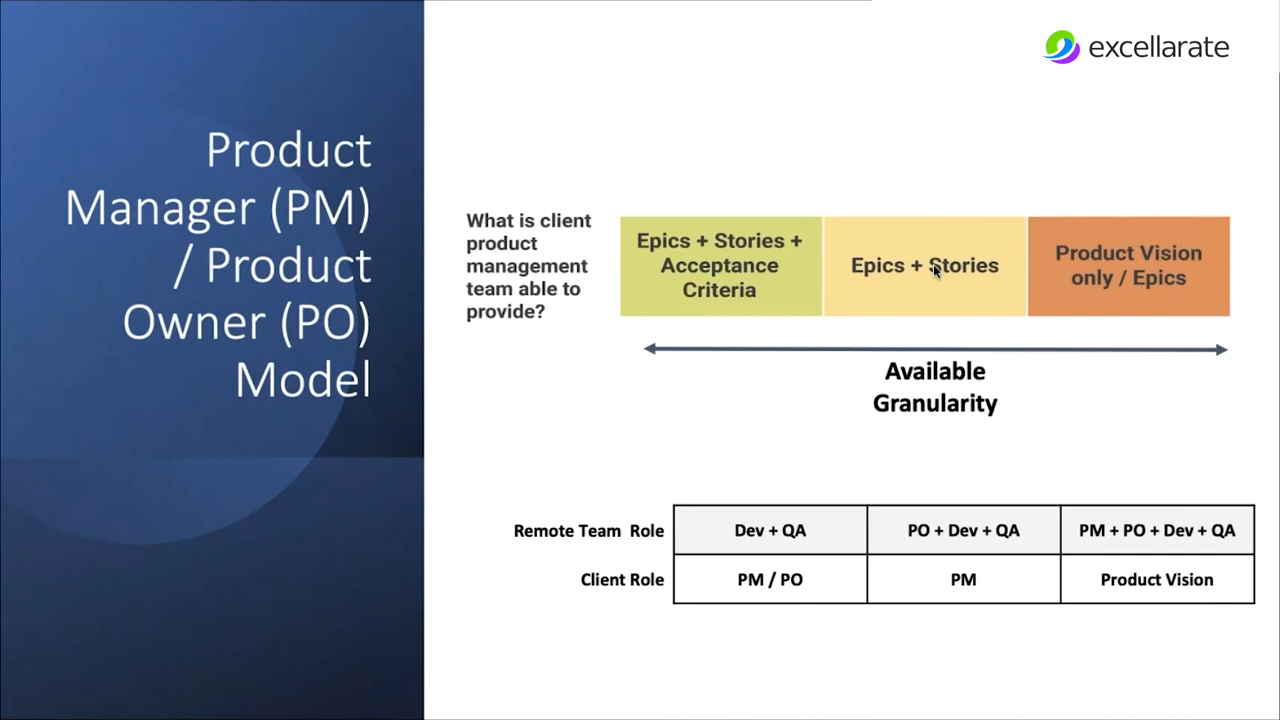 excellarate
Product
Manager (PM)
/ Product
Owner (PO)
Model
What is client
product
management
team able to
provide?
Epics + Stories +
Acceptance
Criteria
Epics + Stories
Product Vision
only / Epics
Available
Granularity
Remote Team Role
Dev + QA
PO + Dev + QA
PM + PO + Dev + QA
Client Role
PM / PO
PM
Product Vision